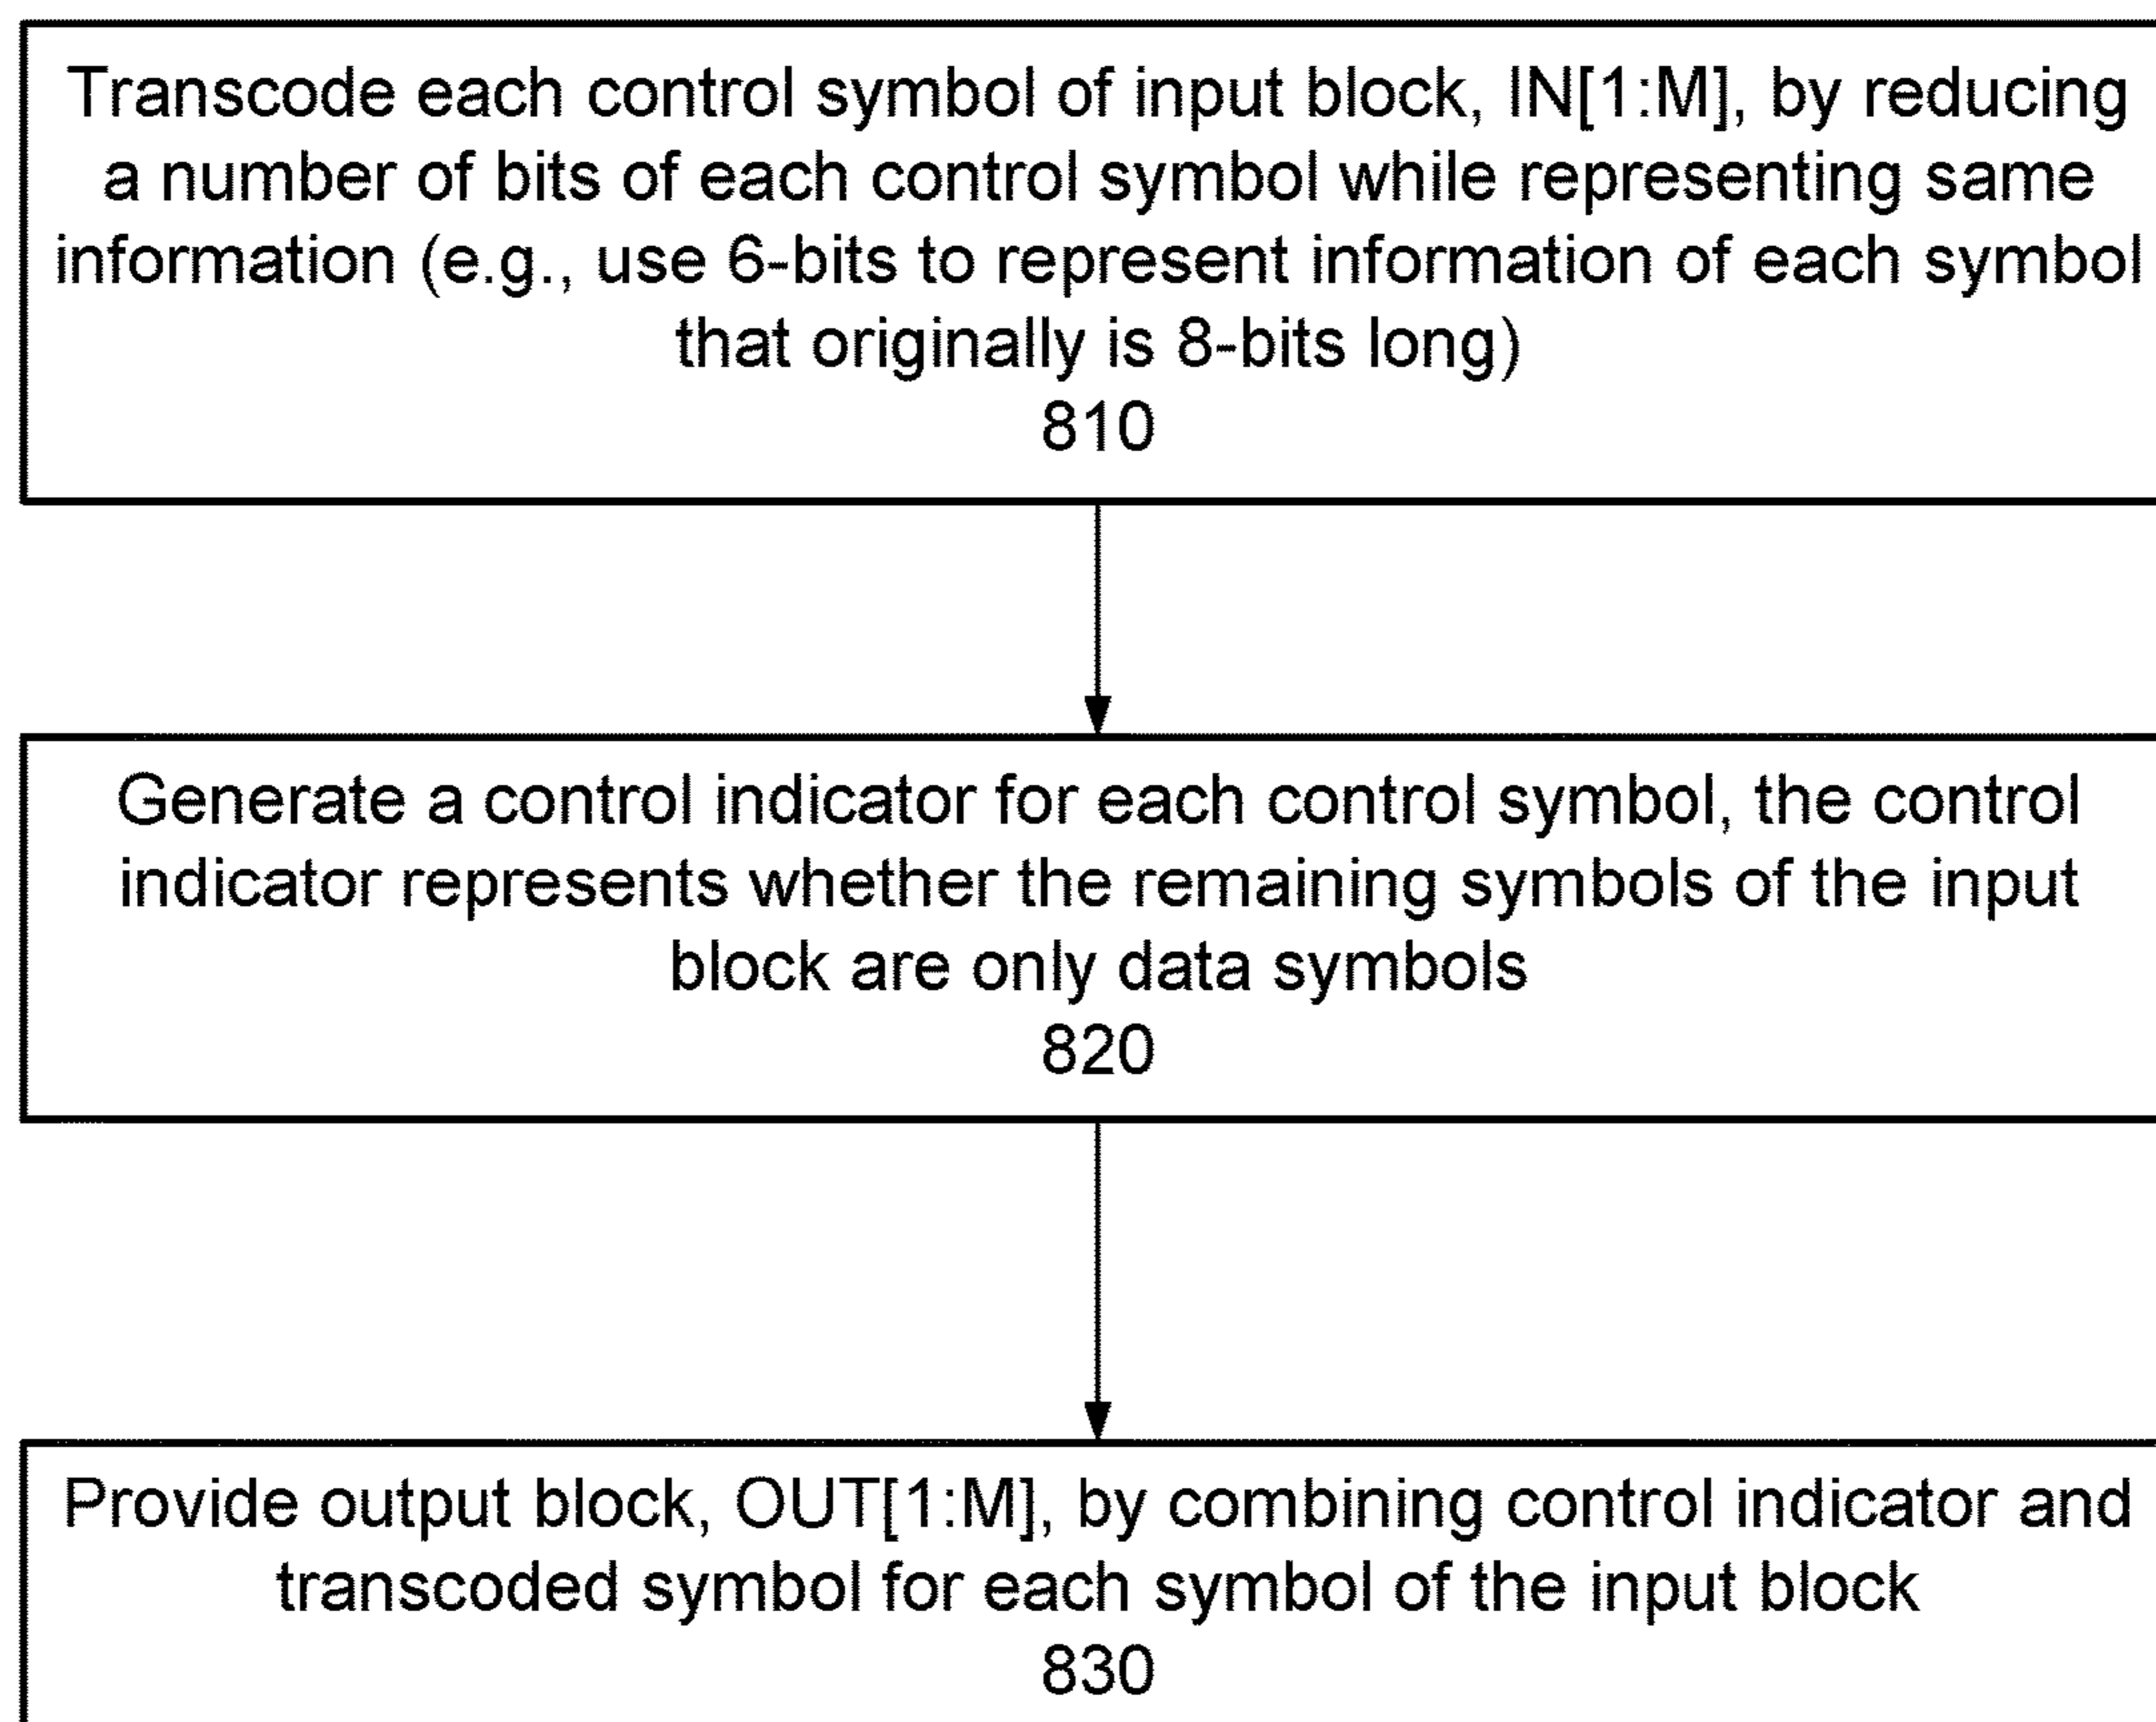 Transcode each control symbol of input block, IN[1:M], by reducing
a number of bits of each control symbol while representing same
information (e.g., use 6-bits to represent information of each symbol
that originally is 8-bits long)
810
Generate a control indicator for each control symbol, the control
indicator represents whether the remaining symbols of the input
block are only data symbols
820
Provide output block, OUT[1:M], by combining control indicator and
transcoded symbol for each symbol of the input block
830